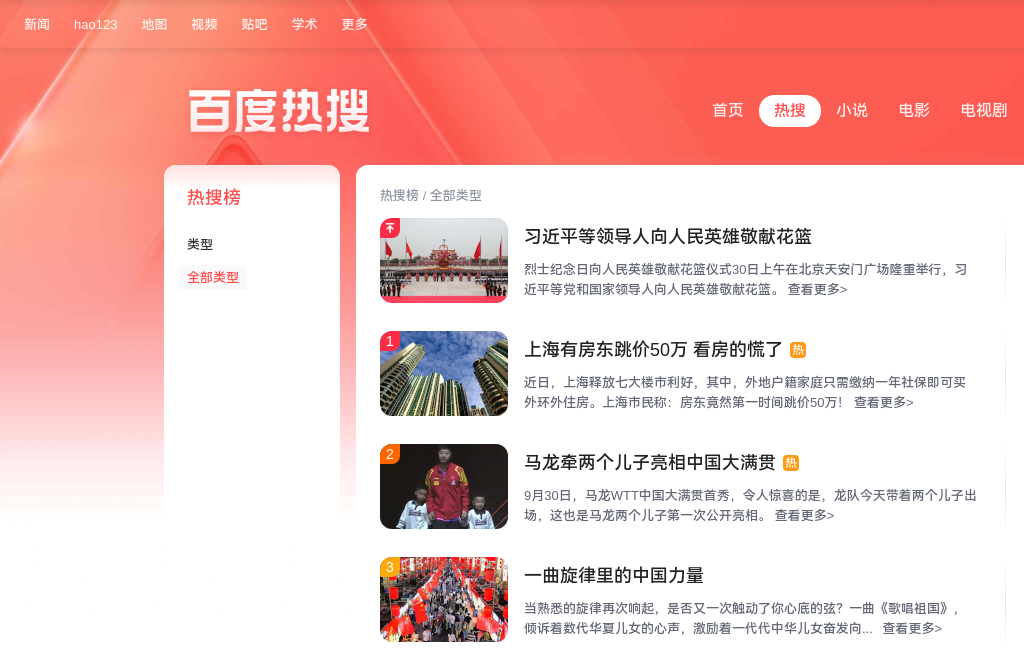 新闻 hao123 地图 视频 贴吧 学术 更多
百度热搜
首页 热搜 小说 电影 电视剧
热搜榜
类型
全部类型
热搜榜 / 全部类型
习近平等领导人向人民英雄敬献花篮
烈士纪念日向人民英雄敬献花篮仪式30日上午在北京天安门广场隆重举行，习
近平等党和国家领导人向人民英雄敬献花篮。 查看更多>
1
上海有房东跳价50万 看房的慌了 热
近日，上海释放七大楼市利好，其中，外地户籍家庭只需缴纳一年社保即可买
外环外住房。上海市民称：房东竟然第一时间跳价50万！ 查看更多>
2
马龙牵两个儿子亮相中国大满贯 热
9月30日，马龙WTT中国大满贯首秀，令人惊喜的是，龙队今天带着两个儿子出
场，这也是马龙两个儿子第一次公开亮相。 查看更多>
3
一曲旋律里的中国力量
当熟悉的旋律再次响起，是否又一次触动了你心底的弦？一曲《歌唱祖国》，
倾诉着数代华夏儿女的心声，激励着一代代中华儿女奋发向... 查看更多>